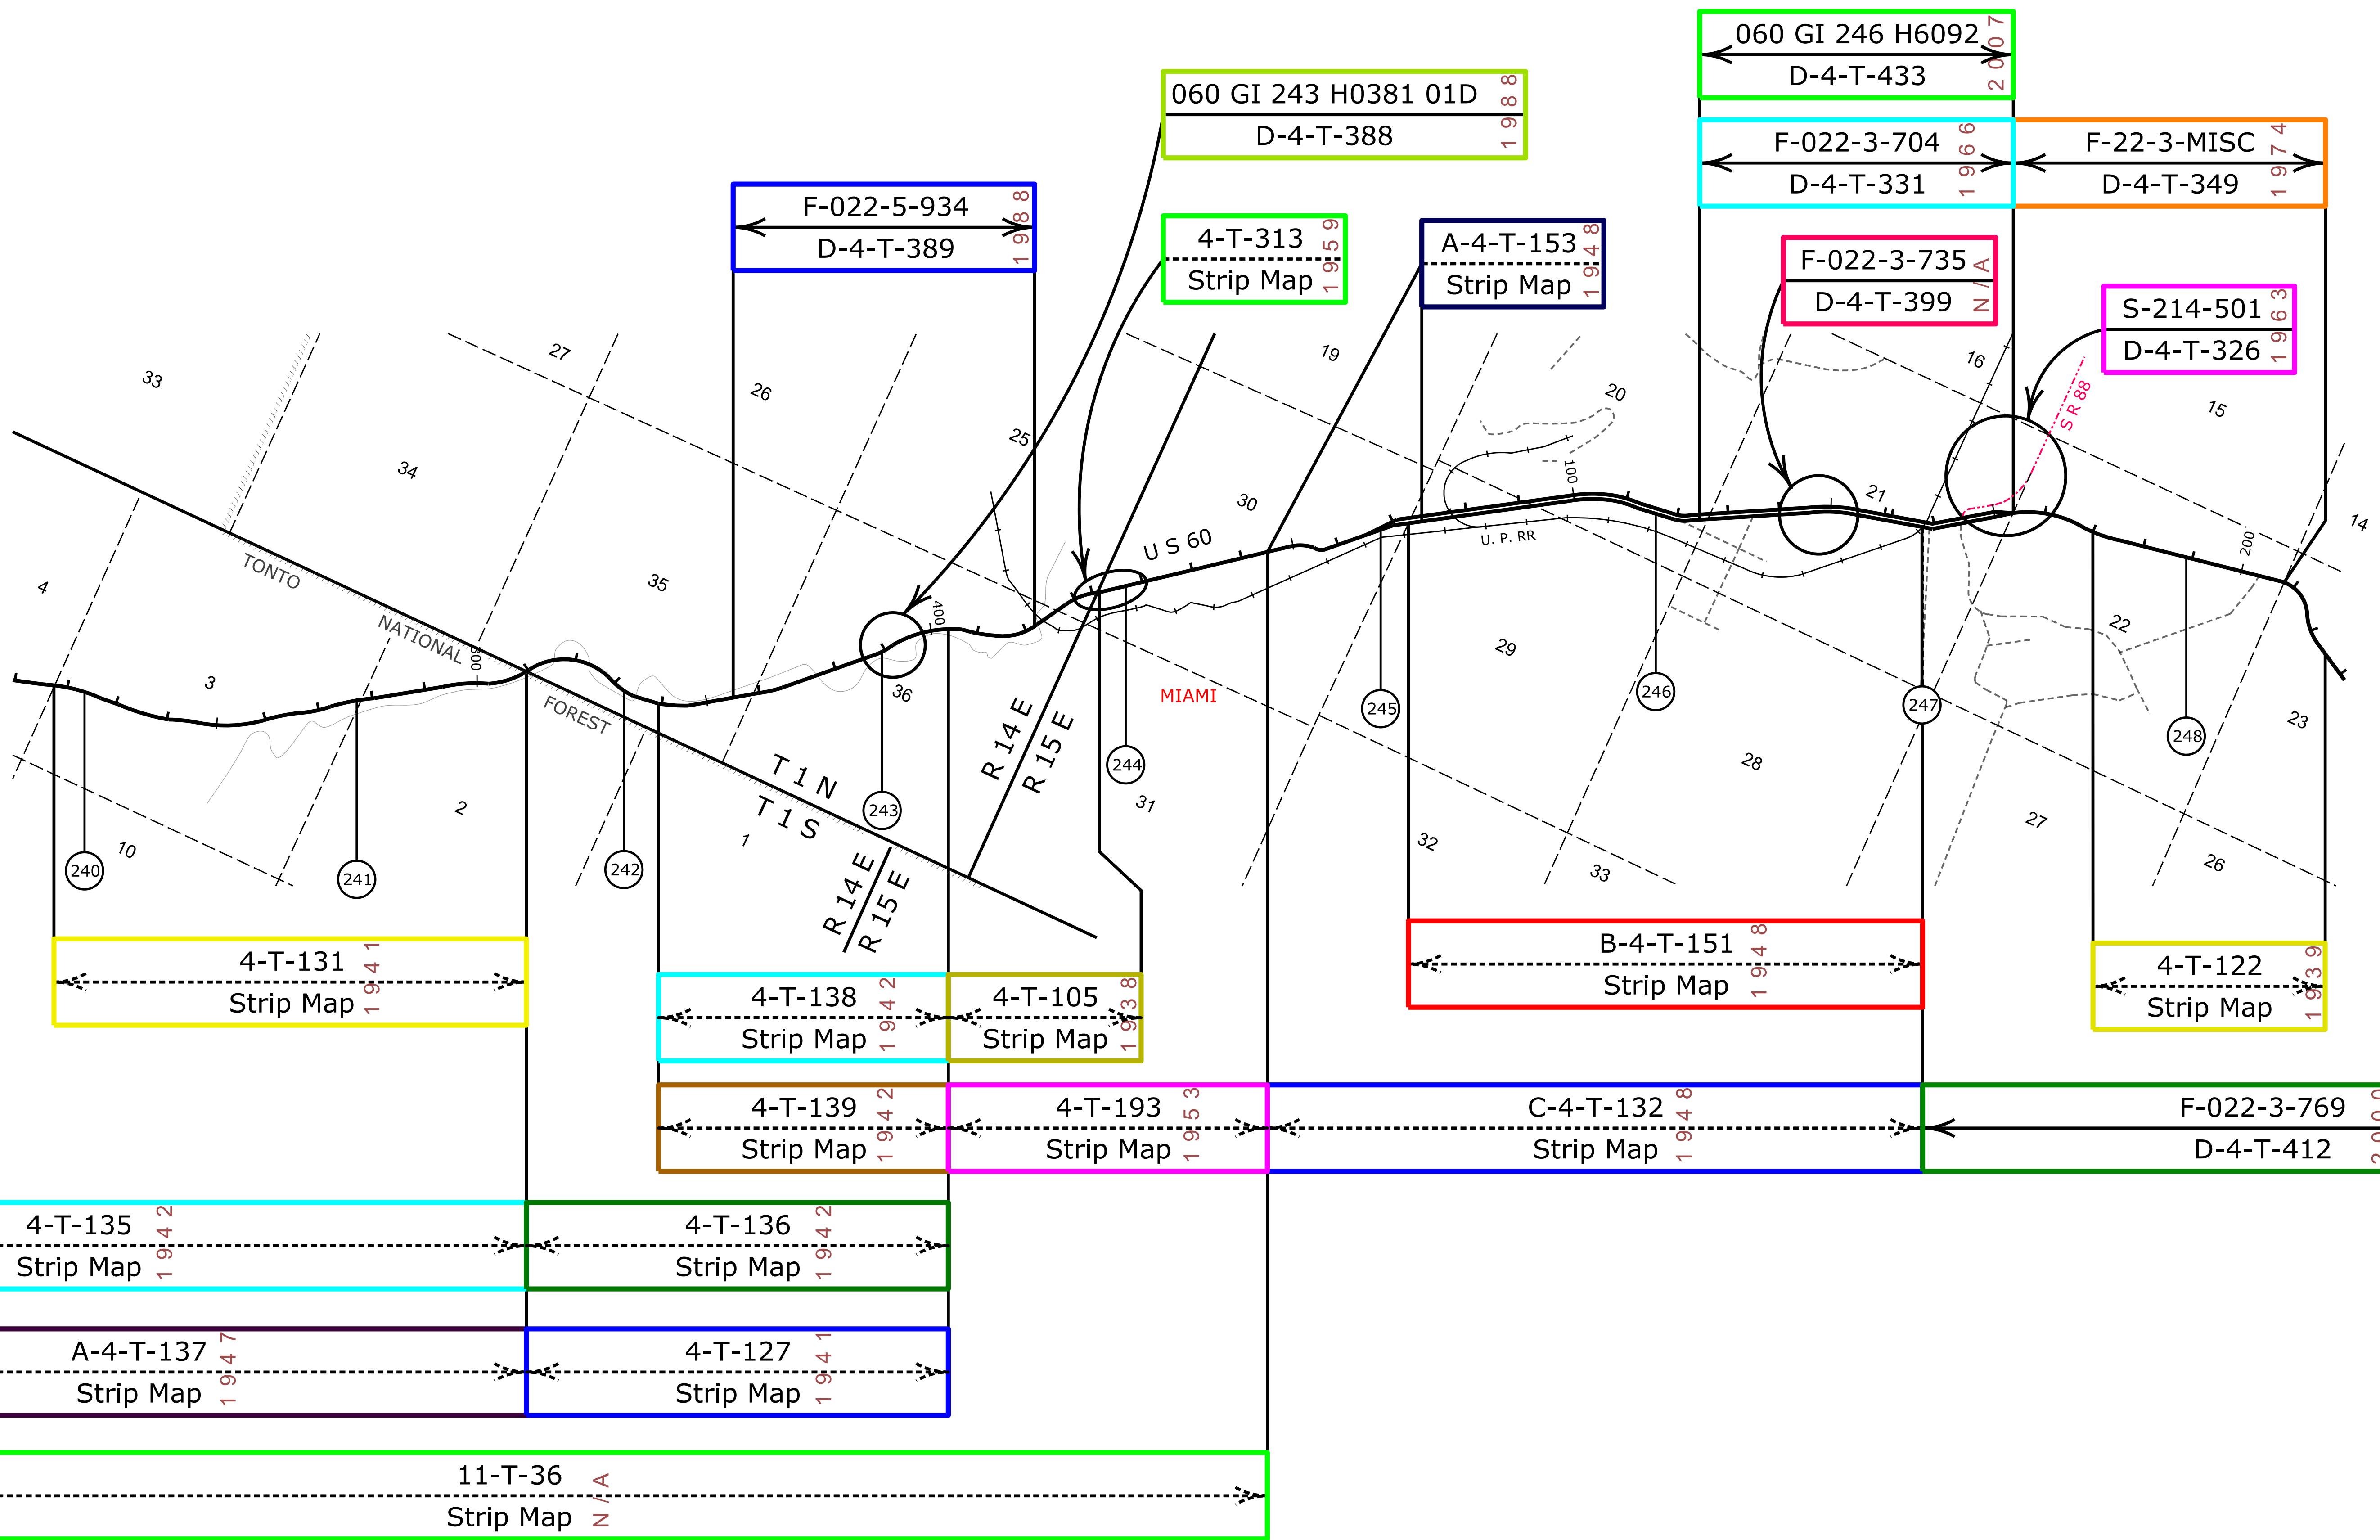 060 GI 246 H6092
D-4-T-433
2007
060 GI 243 H0381 01D
D-4-T-388
1988
F-022-3-704
D-4-T-331
1966
F-22-3-MISC
D-4-T-349
1974
F-022-5-934
D-4-T-389
1988
4-T-313
Strip Map
1959
A-4-T-153
Strip Map
1948
F-022-3-735
D-4-T-399
N/A
S-214-501
D-4-T-326
1963
33
27
26
19
16
15
20
25
34
30
21
14
S R 88
100
200
U S 60
U. P. RR
TONTO
NATIONAL
FOREST
4
3
35
36
300
400
22
29
MIAMI
R 14 E
R 15 E
T 1 N
T 1 S
R 14 E
R 15 E
10
2
1
31
32
33
28
27
26
23
240
241
242
243
244
245
246
247
248
4-T-131
Strip Map
1941
B-4-T-151
Strip Map
1948
4-T-122
Strip Map
1939
4-T-138
Strip Map
1942
4-T-105
Strip Map
1938
4-T-139
Strip Map
1942
4-T-193
Strip Map
1953
C-4-T-132
Strip Map
1948
F-022-3-769
D-4-T-412
2000
4-T-135
Strip Map
1942
4-T-136
Strip Map
1942
A-4-T-137
Strip Map
1947
4-T-127
Strip Map
1941
11-T-36
Strip Map
N/A